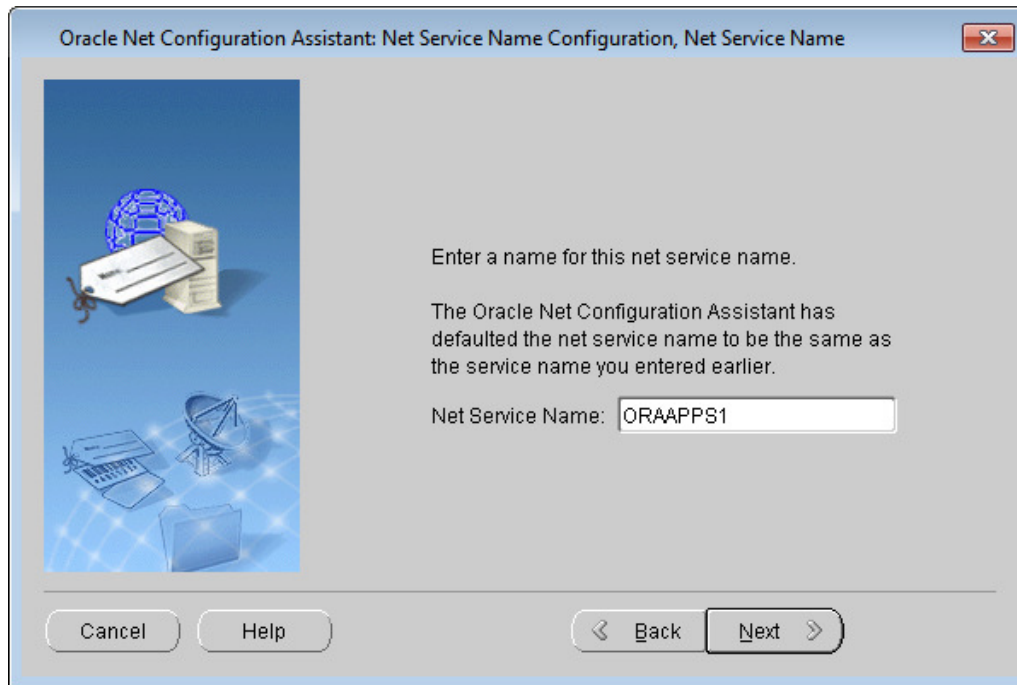 Oracle Net Configuration Assistant: Net Service Name Configuration, Net Service Name
Enter a name for this net service name.
The Oracle Net Configuration Assistant has
defaulted the net service name to be the same as
the service name you entered earlier.
Net Service Name: ORAAPPS1
Cancel Help Back Next